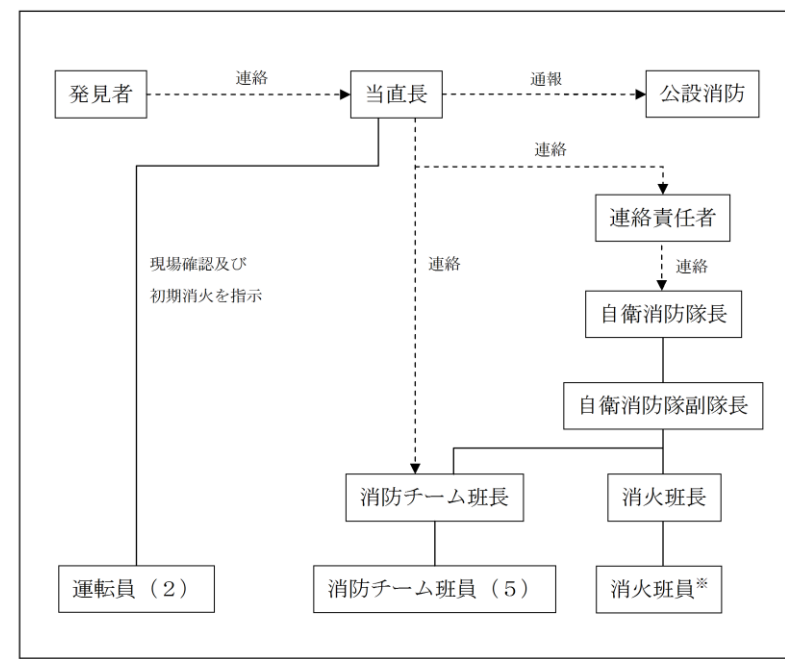 連絡
通報
発見者
当直長
公設消防
連絡
連絡責任者
現場確認及び
初期消火を指示
連絡
連絡
自衛消防隊長
自衛消防隊副隊長
消防チーム班長
消火班長
運転員（２）
消防チーム班員（５）
消火班員※